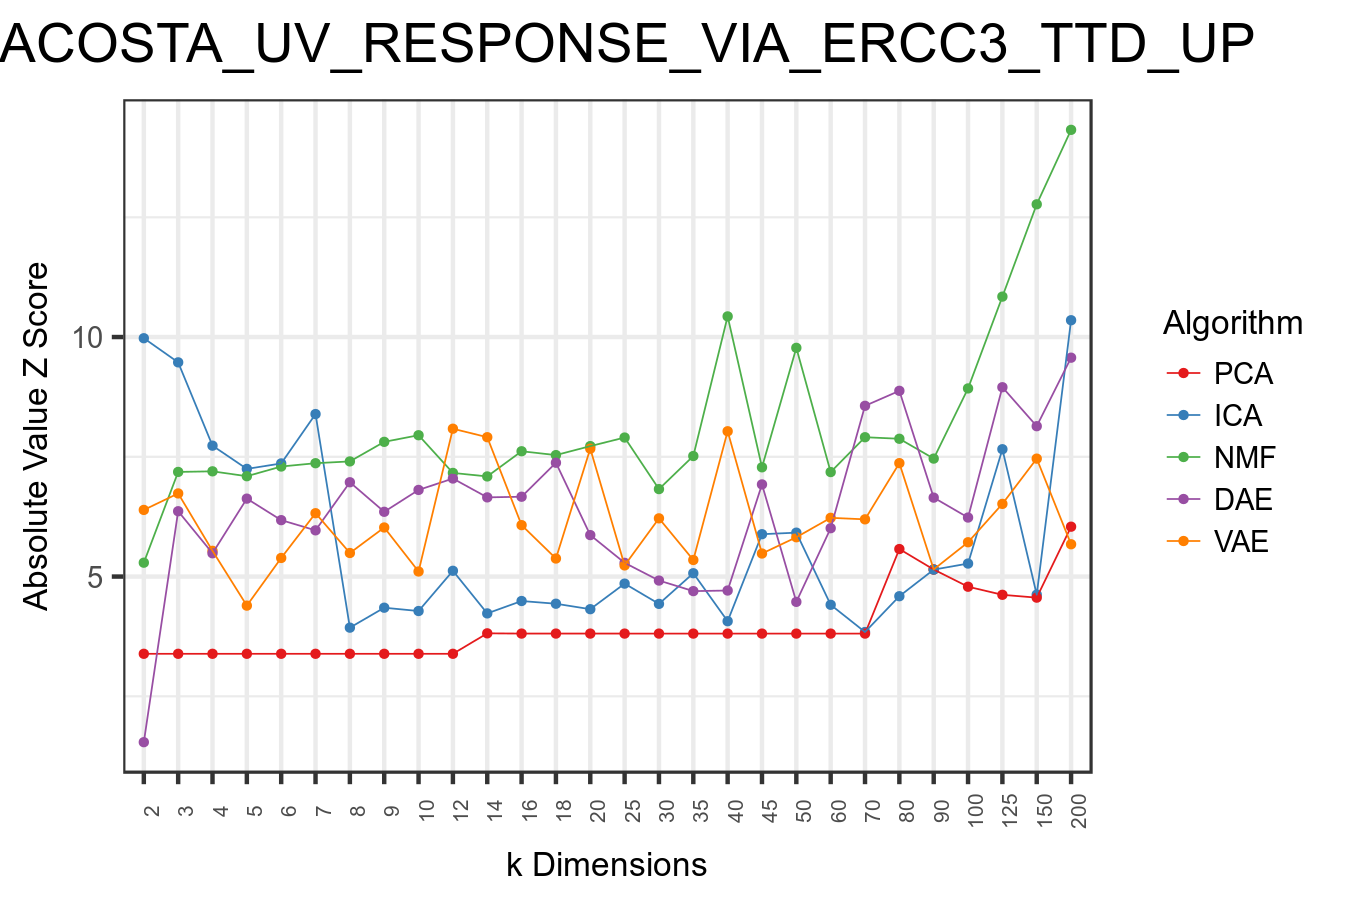 ACOSTA_UV_RESPONSE_VIA_ERCC3_TTD_UP
Absolute Value Z Score
10
5
2 3 4 5 6 7 8 9 10 12 14 16 18 20 25 30 35 40 45 50 60 70 80 90 100 125 150 200
k Dimensions
Algorithm
PCA
ICA
NMF
DAE
VAE